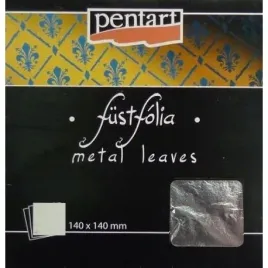 pentart
• füstfólia •
metal leaves
140 x 140 mm